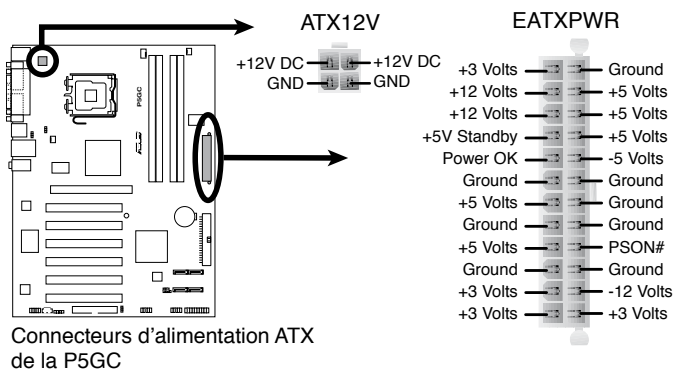 ATX12V
+12V DC +12V DC
GND GND
EATXPWR
+3 Volts Ground
+12 Volts +5 Volts
+12 Volts +5 Volts
+5V Standby +5 Volts
Power OK -5 Volts
Ground Ground
+5 Volts Ground
Ground Ground
+5 Volts PSON#
Ground Ground
+3 Volts -12 Volts
+3 Volts +3 Volts
P5GC
Connecteurs d’alimentation ATX
de la P5GC